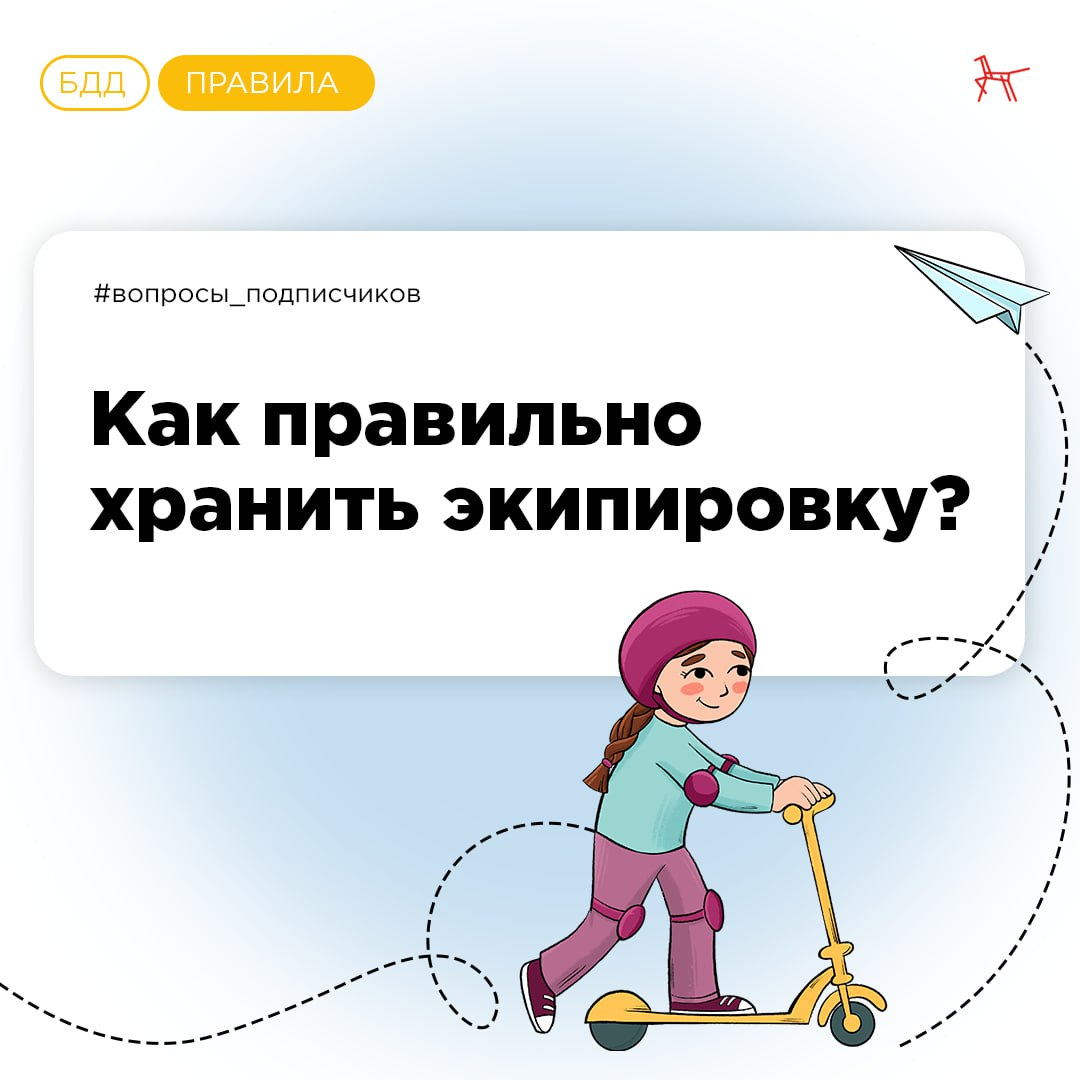 БДД
ПРАВИЛА
#вопросы_подписчиков
Как правильно
хранить экипировку?